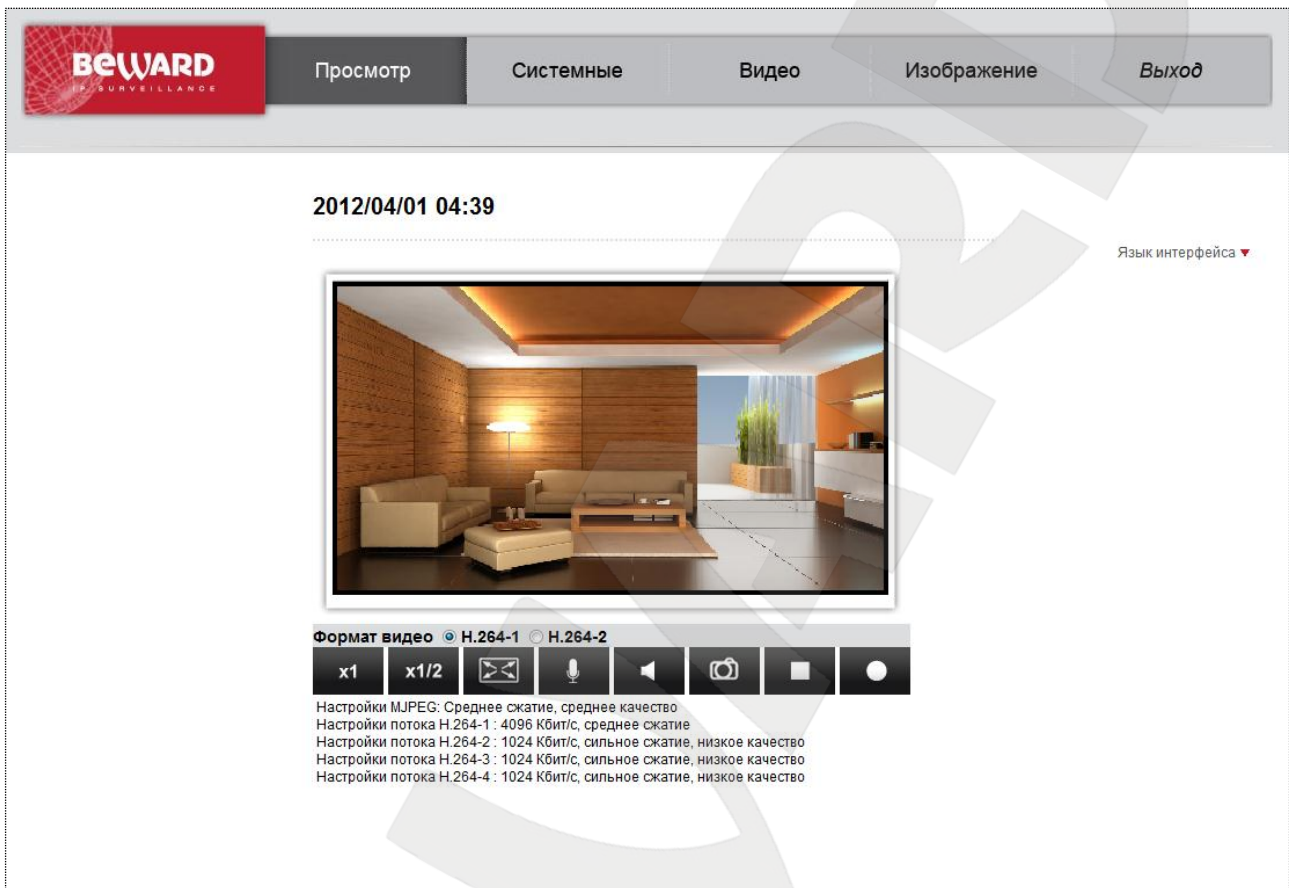 BEWARD
IP SURVEILLANCE
Просмотр
Системные
Видео
Изображение
Выход
2012/04/01 04:39
Язык интерфейса
Формат видео H.264-1 H.264-2
x1 x1/2
Настройки MJPEG: Среднее сжатие, среднее качество
Настройки потока H.264-1 : 4096 Кбит/с, среднее сжатие
Настройки потока H.264-2 : 1024 Кбит/с, сильное сжатие, низкое качество
Настройки потока H.264-3 : 1024 Кбит/с, сильное сжатие, низкое качество
Настройки потока H.264-4 : 1024 Кбит/с, сильное сжатие, низкое качество